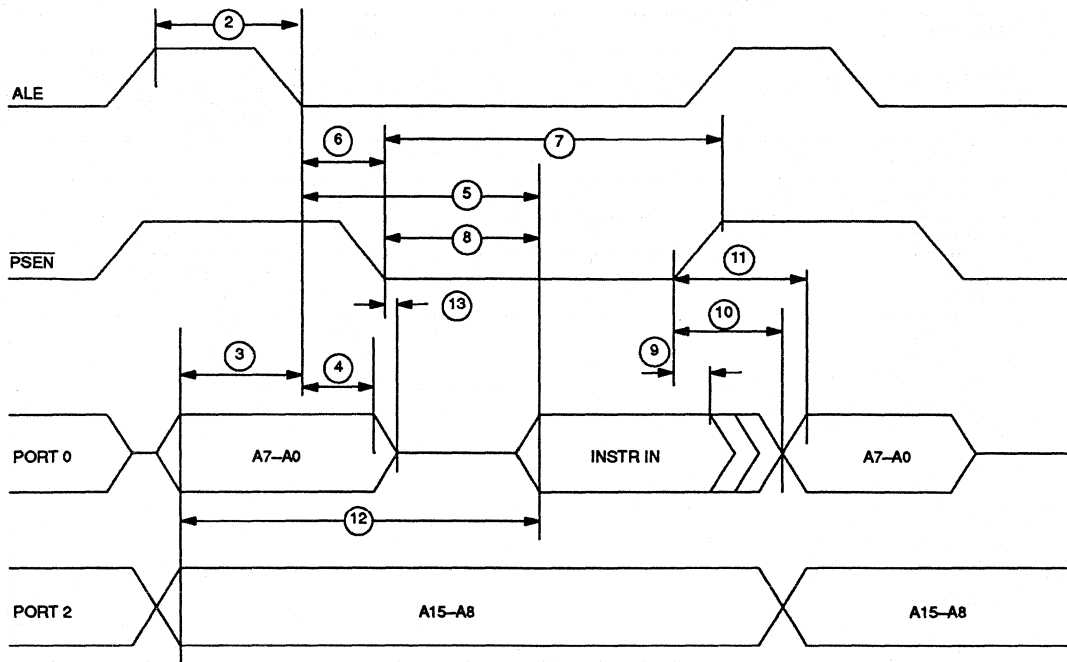 2
ALE
6
7
5
PSEN
8
11
13
10
3
4
9
PORT 0
A7–A0
INSTR IN
A7–A0
12
PORT 2
A15–A8
A15–A8